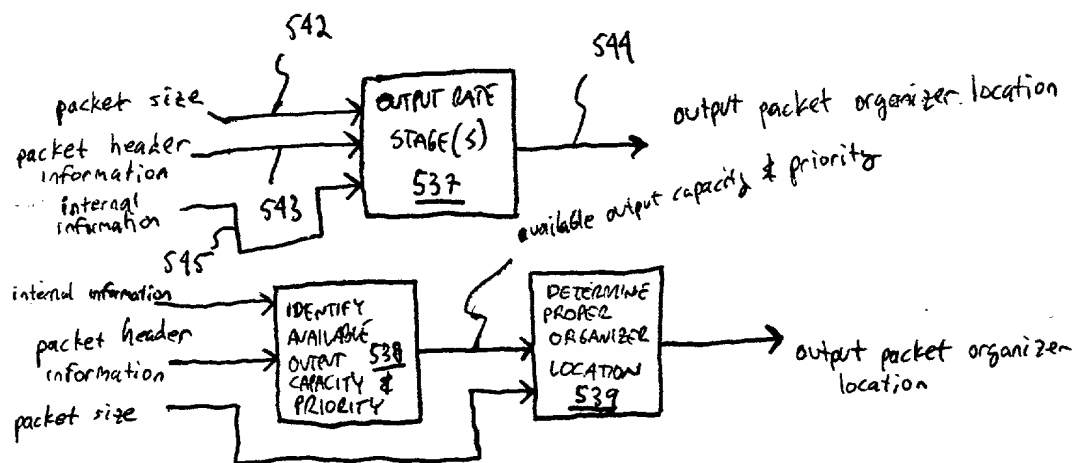 542
544
packet size
OUTPUT RATE
STAGE(S)
537
output packet organizer location
packet header
information
543
internal
information
545
available output capacity & priority
internal information
IDENTIFY
AVAILABLE
OUTPUT 538
CAPACITY &
PRIORITY
DETERMINE
PROPER
ORGANIZER
LOCATION
539
packet header
information
output packet organizer
location
packet size